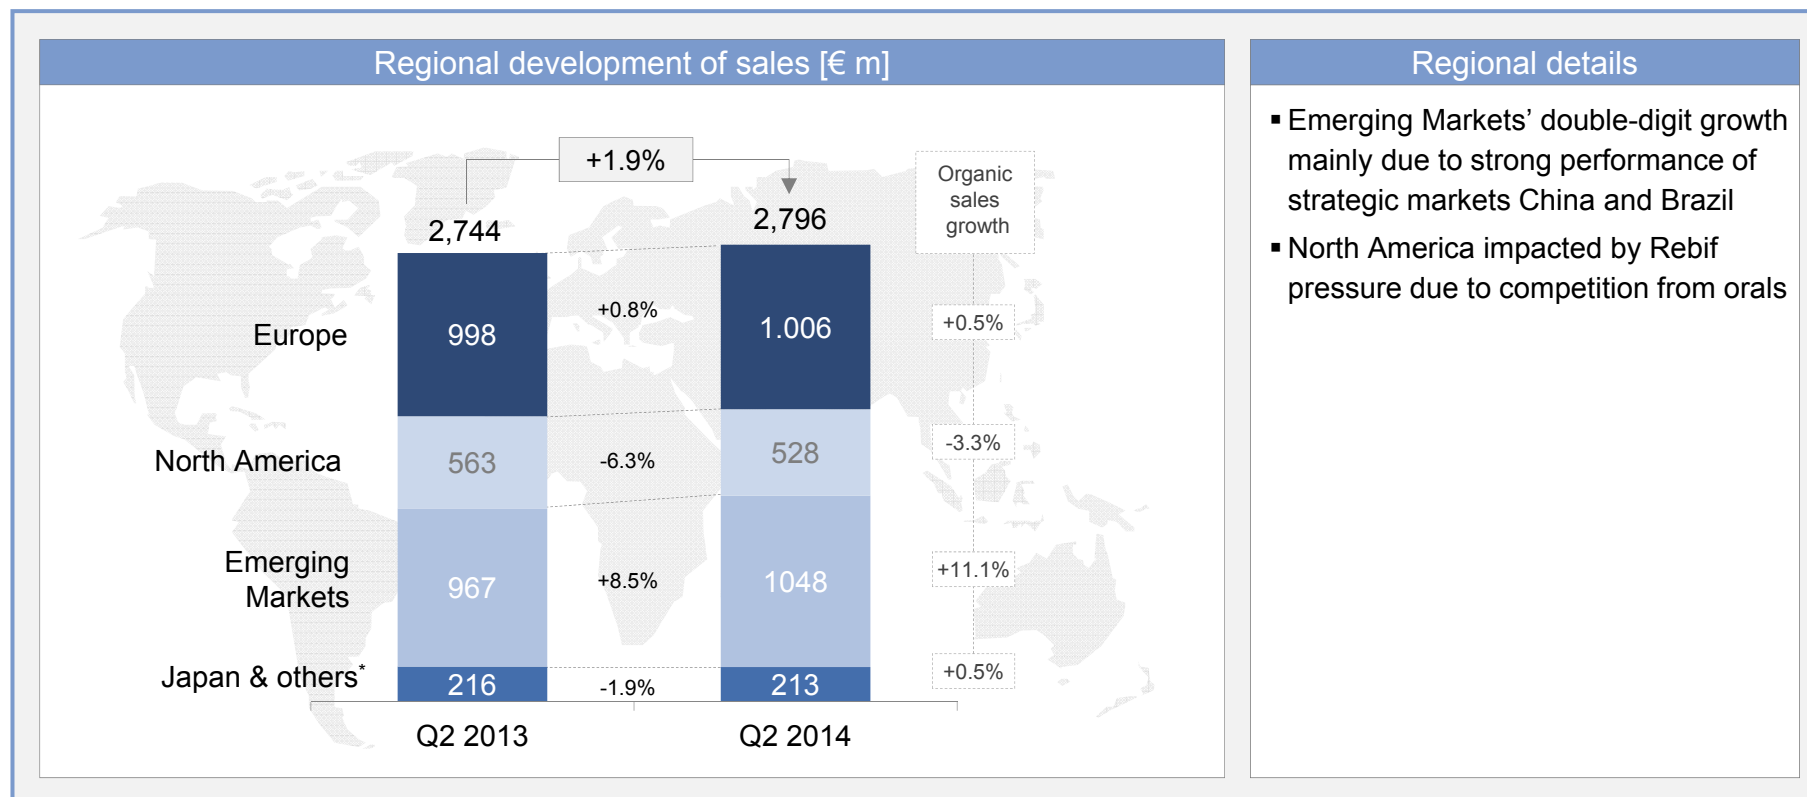 Regional development of sales [€ m]
+1.9%
2,744
2,796
Organic
sales
growth
Europe
998
+0.8%
1.006
+0.5%
North America
563
-6.3%
528
-3.3%
Emerging
Markets
967
+8.5%
1048
+11.1%
Japan & others*
216
-1.9%
213
+0.5%
Q2 2013
Q2 2014
Regional details
▪ Emerging Markets’ double-digit growth
mainly due to strong performance of
strategic markets China and Brazil
▪ North America impacted by Rebif
pressure due to competition from orals